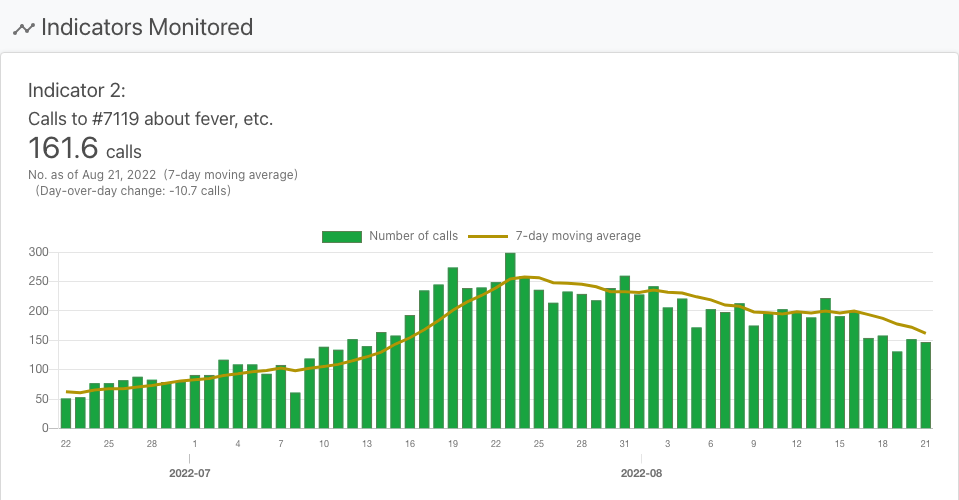 Indicators Monitored
Indicator 2:
Calls to #7119 about fever, etc.
161.6 calls
No. as of Aug 21, 2022 (7-day moving average)
(Day-over-day change: -10.7 calls)
Number of calls 7-day moving average
300
250
200
150
100
50
0
22 25 28 1 4 7 10 13 16 19 22 25 28 31 3 6 9 12 15 18 21
2022-07 2022-08